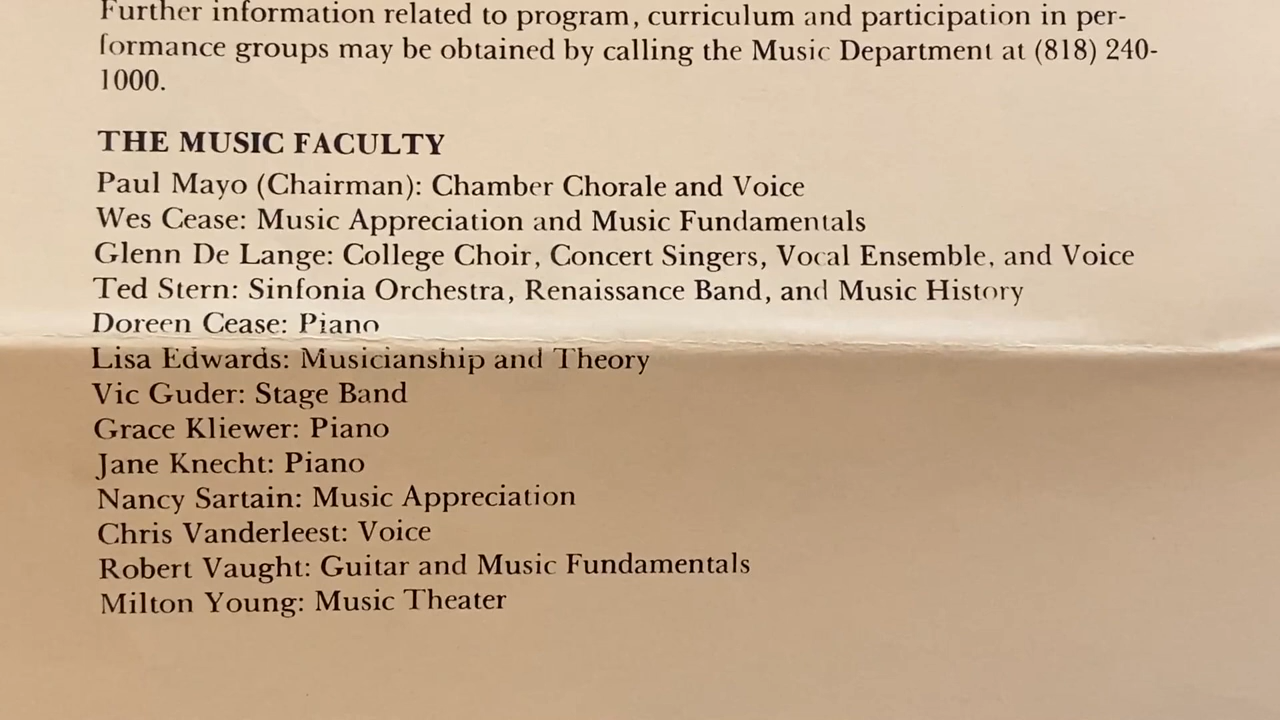 Further information related to program, curriculum and participation in per-
formance groups may be obtained by calling the Music Department at (818) 240-
1000.
THE MUSIC FACULTY
Paul Mayo (Chairman): Chamber Chorale and Voice
Wes Cease: Music Appreciation and Music Fundamentals
Glenn De Lange: College Choir, Concert Singers, Vocal Ensemble, and Voice
Ted Stern: Sinfonia Orchestra, Renaissance Band, and Music History
Doreen Cease: Piano
Lisa Edwards: Musicianship and Theory
Vic Guder: Stage Band
Grace Kliewer: Piano
Jane Knecht: Piano
Nancy Sartain: Music Appreciation
Chris Vanderleest: Voice
Robert Vaught: Guitar and Music Fundamentals
Milton Young: Music Theater